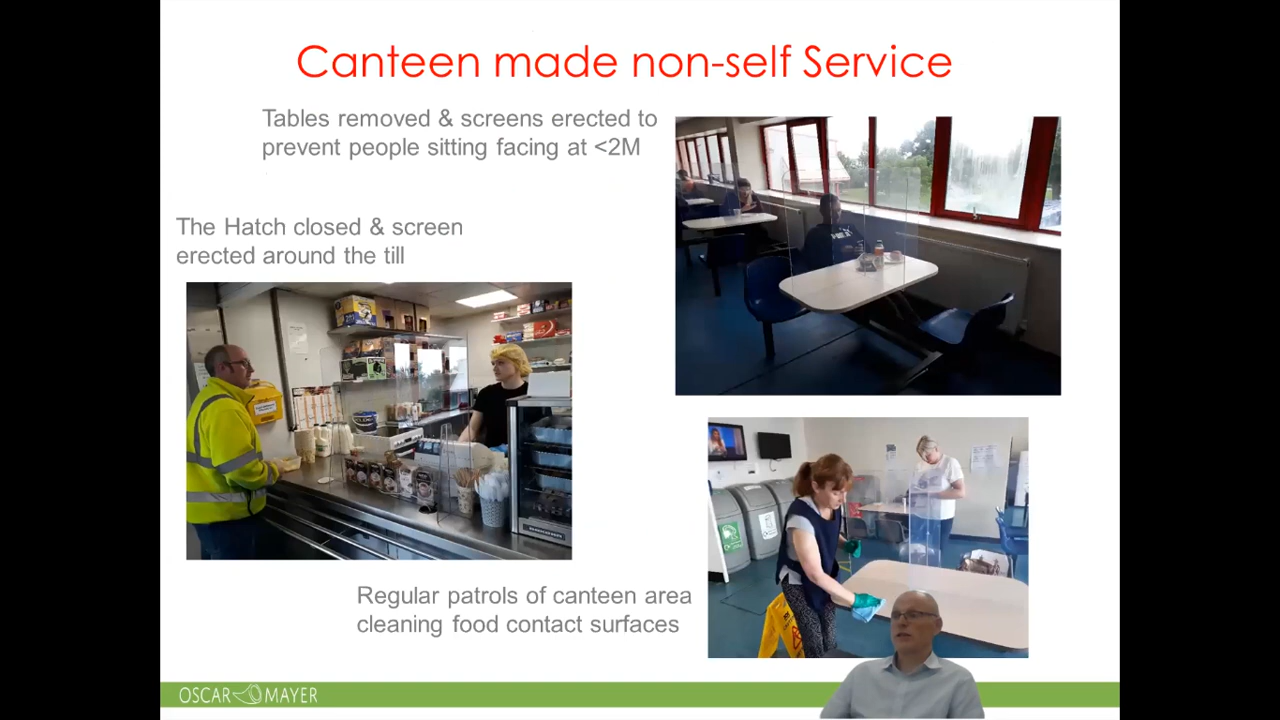 Canteen made non-self Service
Tables removed & screens erected to
prevent people sitting facing at <2M
The Hatch closed & screen
erected around the till
Regular patrols of canteen area
cleaning food contact surfaces
OSCAR MAYER